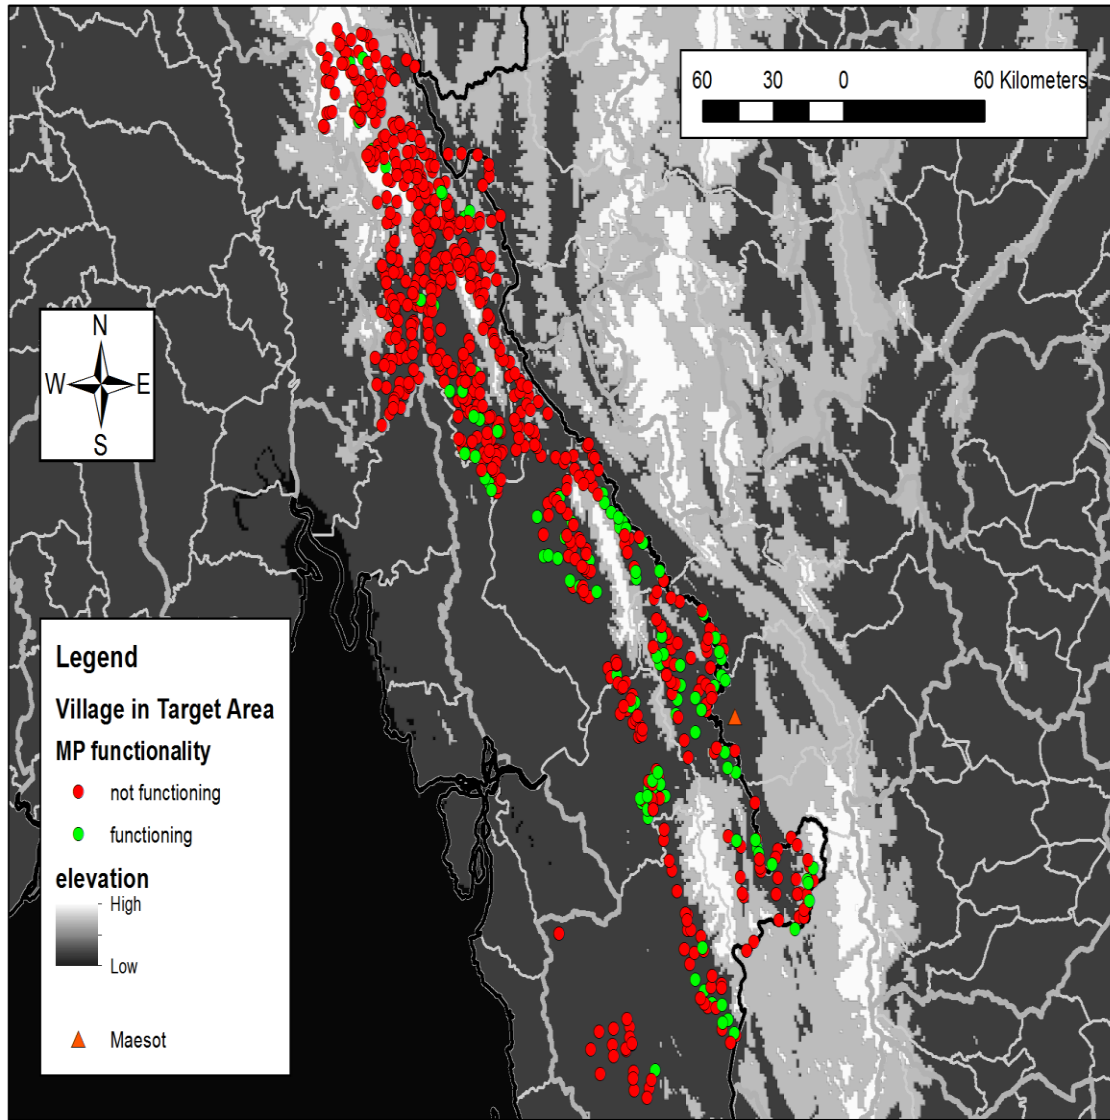 60 30 0 60 Kilometers
N
W E
S
Legend
Village in Target Area
MP functionality
not functioning
functioning
elevation
High
Low
Maesot